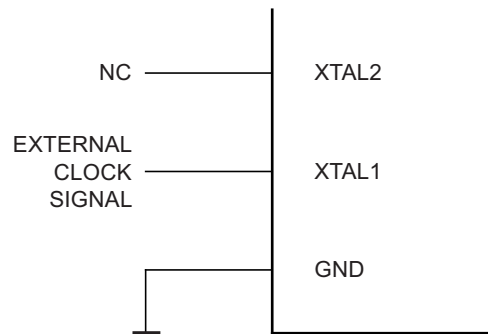 NC
XTAL2
EXTERNAL
CLOCK
SIGNAL
XTAL1
GND